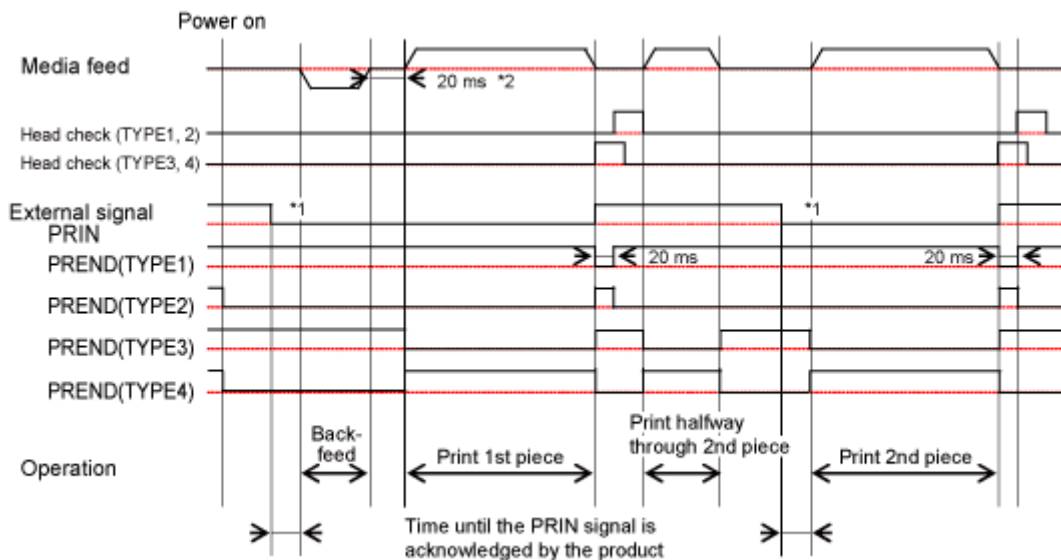 Power on
Media feed
20 ms *2
Head check (TYPE1, 2)
Head check (TYPE3, 4)
External signal
*1
*1
PRIN
PREND(TYPE1)
20 ms
20 ms
PREND(TYPE2)
PREND(TYPE3)
PREND(TYPE4)
Operation
Back-
feed
Print 1st piece
Print halfway
through 2nd piece
Print 2nd piece
Time until the PRIN signal is
acknowledged by the product